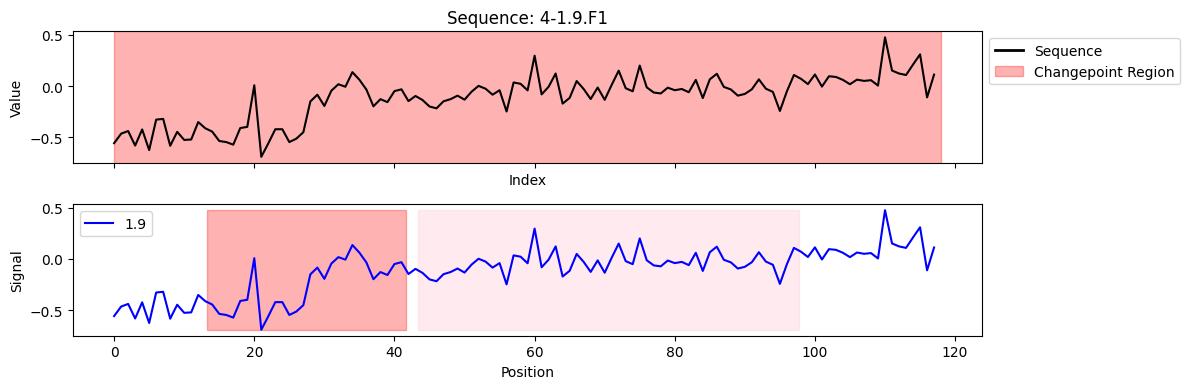 Sequence: 4-1.9.F1
0.5
0.0
−0.5
Value
Index
Sequence
Changepoint Region
0.5
0.0
−0.5
Signal
1.9
0 20 40 60 80 100 120
Position